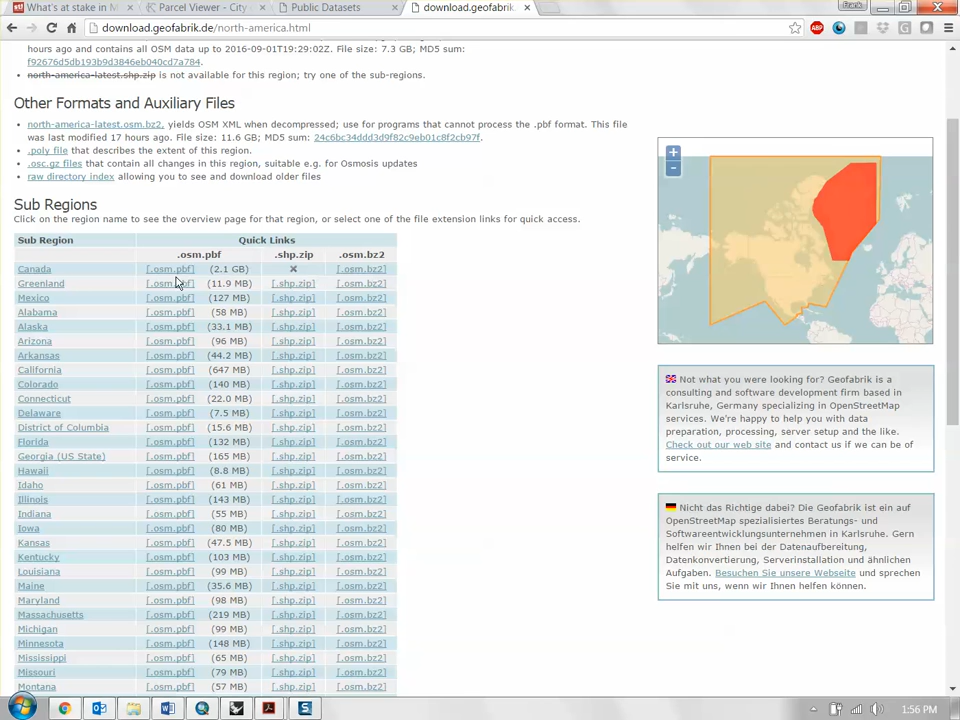 What's at stake in M
Parcel Viewer - City
Public Datasets
download.geofabrik.
Frank
download.geofabrik.de/north-america.html
hours ago and contains all OSM data up to 2016-09-01T19:29:02Z. File size: 7.3 GB; MD5 sum:
f92676d5db193b9d3846eb040cd7a784.
north-america-latest.shp.zip is not available for this region; try one of the sub-regions.
Other Formats and Auxiliary Files
north-america-latest.osm.bz2, yields OSM XML when decompressed; use for programs that cannot process the .pbf format. This file
was last modified 17 hours ago. File size: 11.6 GB; MD5 sum: 24c6bc34ddd3d9f82c9eb01c8f2cb97f.
.poly file that describes the extent of this region.
.osc.gz files that contain all changes in this region, suitable e.g. for Osmosis updates
raw directory index allowing you to see and download older files
Sub Regions
Click on the region name to see the overview page for that region, or select one of the file extension links for quick access.
Sub Region Quick Links
.osm.pbf .shp.zip .osm.bz2
Canada [.osm.pbf] (2.1 GB) × [.osm.bz2]
Greenland [.osm.pbf] (11.9 MB) [.shp.zip] [.osm.bz2]
Mexico [.osm.pbf] (127 MB) [.shp.zip] [.osm.bz2]
Alabama [.osm.pbf] (58 MB) [.shp.zip] [.osm.bz2]
Alaska [.osm.pbf] (33.1 MB) [.shp.zip] [.osm.bz2]
Arizona [.osm.pbf] (96 MB) [.shp.zip] [.osm.bz2]
Arkansas [.osm.pbf] (44.2 MB) [.shp.zip] [.osm.bz2]
California [.osm.pbf] (647 MB) [.shp.zip] [.osm.bz2]
Colorado [.osm.pbf] (140 MB) [.shp.zip] [.osm.bz2]
Connecticut [.osm.pbf] (22.0 MB) [.shp.zip] [.osm.bz2]
Delaware [.osm.pbf] (7.5 MB) [.shp.zip] [.osm.bz2]
District of Columbia [.osm.pbf] (15.6 MB) [.shp.zip] [.osm.bz2]
Florida [.osm.pbf] (132 MB) [.shp.zip] [.osm.bz2]
Georgia (US State) [.osm.pbf] (165 MB) [.shp.zip] [.osm.bz2]
Hawaii [.osm.pbf] (8.8 MB) [.shp.zip] [.osm.bz2]
Idaho [.osm.pbf] (61 MB) [.shp.zip] [.osm.bz2]
Illinois [.osm.pbf] (143 MB) [.shp.zip] [.osm.bz2]
Indiana [.osm.pbf] (55 MB) [.shp.zip] [.osm.bz2]
Iowa [.osm.pbf] (80 MB) [.shp.zip] [.osm.bz2]
Kansas [.osm.pbf] (47.5 MB) [.shp.zip] [.osm.bz2]
Kentucky [.osm.pbf] (103 MB) [.shp.zip] [.osm.bz2]
Louisiana [.osm.pbf] (99 MB) [.shp.zip] [.osm.bz2]
Maine [.osm.pbf] (35.6 MB) [.shp.zip] [.osm.bz2]
Maryland [.osm.pbf] (98 MB) [.shp.zip] [.osm.bz2]
Massachusetts [.osm.pbf] (219 MB) [.shp.zip] [.osm.bz2]
Michigan [.osm.pbf] (99 MB) [.shp.zip] [.osm.bz2]
Minnesota [.osm.pbf] (148 MB) [.shp.zip] [.osm.bz2]
Mississippi [.osm.pbf] (65 MB) [.shp.zip] [.osm.bz2]
Missouri [.osm.pbf] (79 MB) [.shp.zip] [.osm.bz2]
Montana [.osm.pbf] (57 MB) [.shp.zip] [.osm.bz2]
+
-
Not what you were looking for? Geofabrik is a
consulting and software development firm based in
Karlsruhe, Germany specializing in OpenStreetMap
services. We're happy to help you with data
preparation, processing, server setup and the like.
Check out our web site and contact us if we can be of
service.
Nicht das Richtige dabei? Die Geofabrik ist ein auf
OpenStreetMap spezialisiertes Beratungs- und
Softwareentwicklungsunternehmen in Karlsruhe. Gern
helfen wir Ihnen bei der Datenaufbereitung,
Datenkonvertierung, Serverinstallation und ähnlichen
Aufgaben. Besuchen Sie unsere Webseite und sprechen
Sie mit uns, wenn wir Ihnen helfen können.
1:56 PM